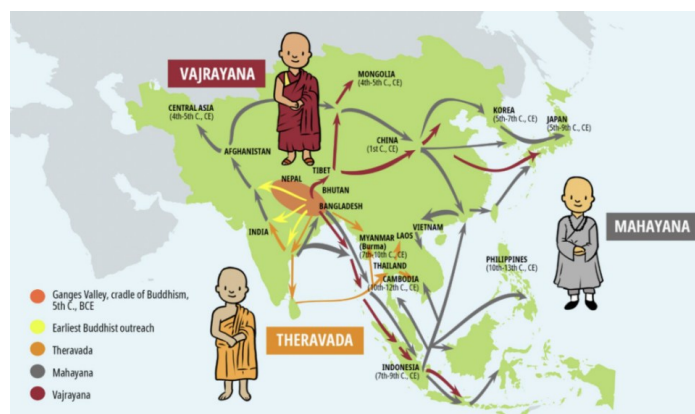 VAJRAYANA
MONGOLIA
(4th-5th C., CE)
CENTRAL ASIA
(4th-5th C., CE)
KOREA
(5th-7th C., CE)
JAPAN
(5th-9th C., CE)
CHINA
(1st C., CE)
AFGHANISTAN
TIBET
NEPAL
BHUTAN
BANGLADESH
INDIA
MYANMAR
(Burma)
(7th-10th C., CE)
LAOS
VIETNAM
THAILAND
CAMBODIA
(10th-12th C., CE)
PHILIPPINES
(10th-13th C., CE)
MAHAYANA
Ganges Valley, cradle of Buddhism,
5th C., BCE
Earliest Buddhist outreach
Theravada
Mahayana
Vajrayana
THERAVADA
INDONESIA
(7th-9th C., CE)